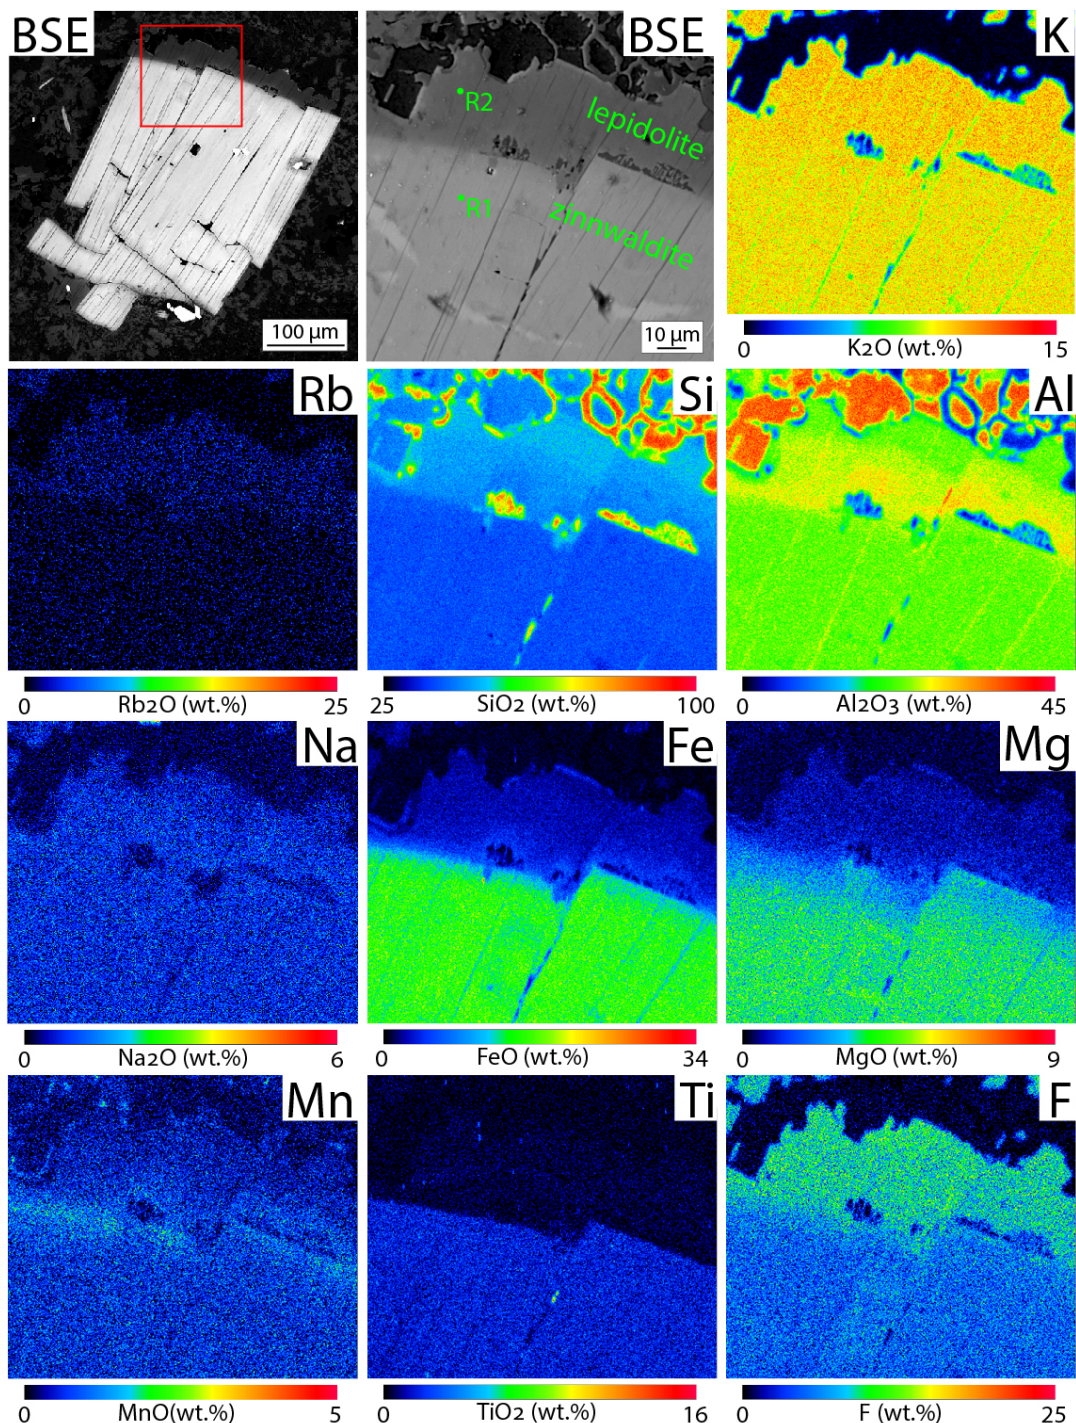 BSE
100 µm
BSE
R2
lepidolite
R1
zinnwaldite
10 µm
K
0 K2O (wt.%) 15
Rb
0 Rb2O (wt.%) 25
Si
25 SiO2 (wt.%) 100
Al
0 Al2O3 (wt.%) 45
Na
0 Na2O (wt.%) 6
Fe
0 FeO (wt.%) 34
Mg
0 MgO (wt.%) 9
Mn
0 MnO(wt.%) 5
Ti
0 TiO2 (wt.%) 16
F
0 F (wt.%) 25